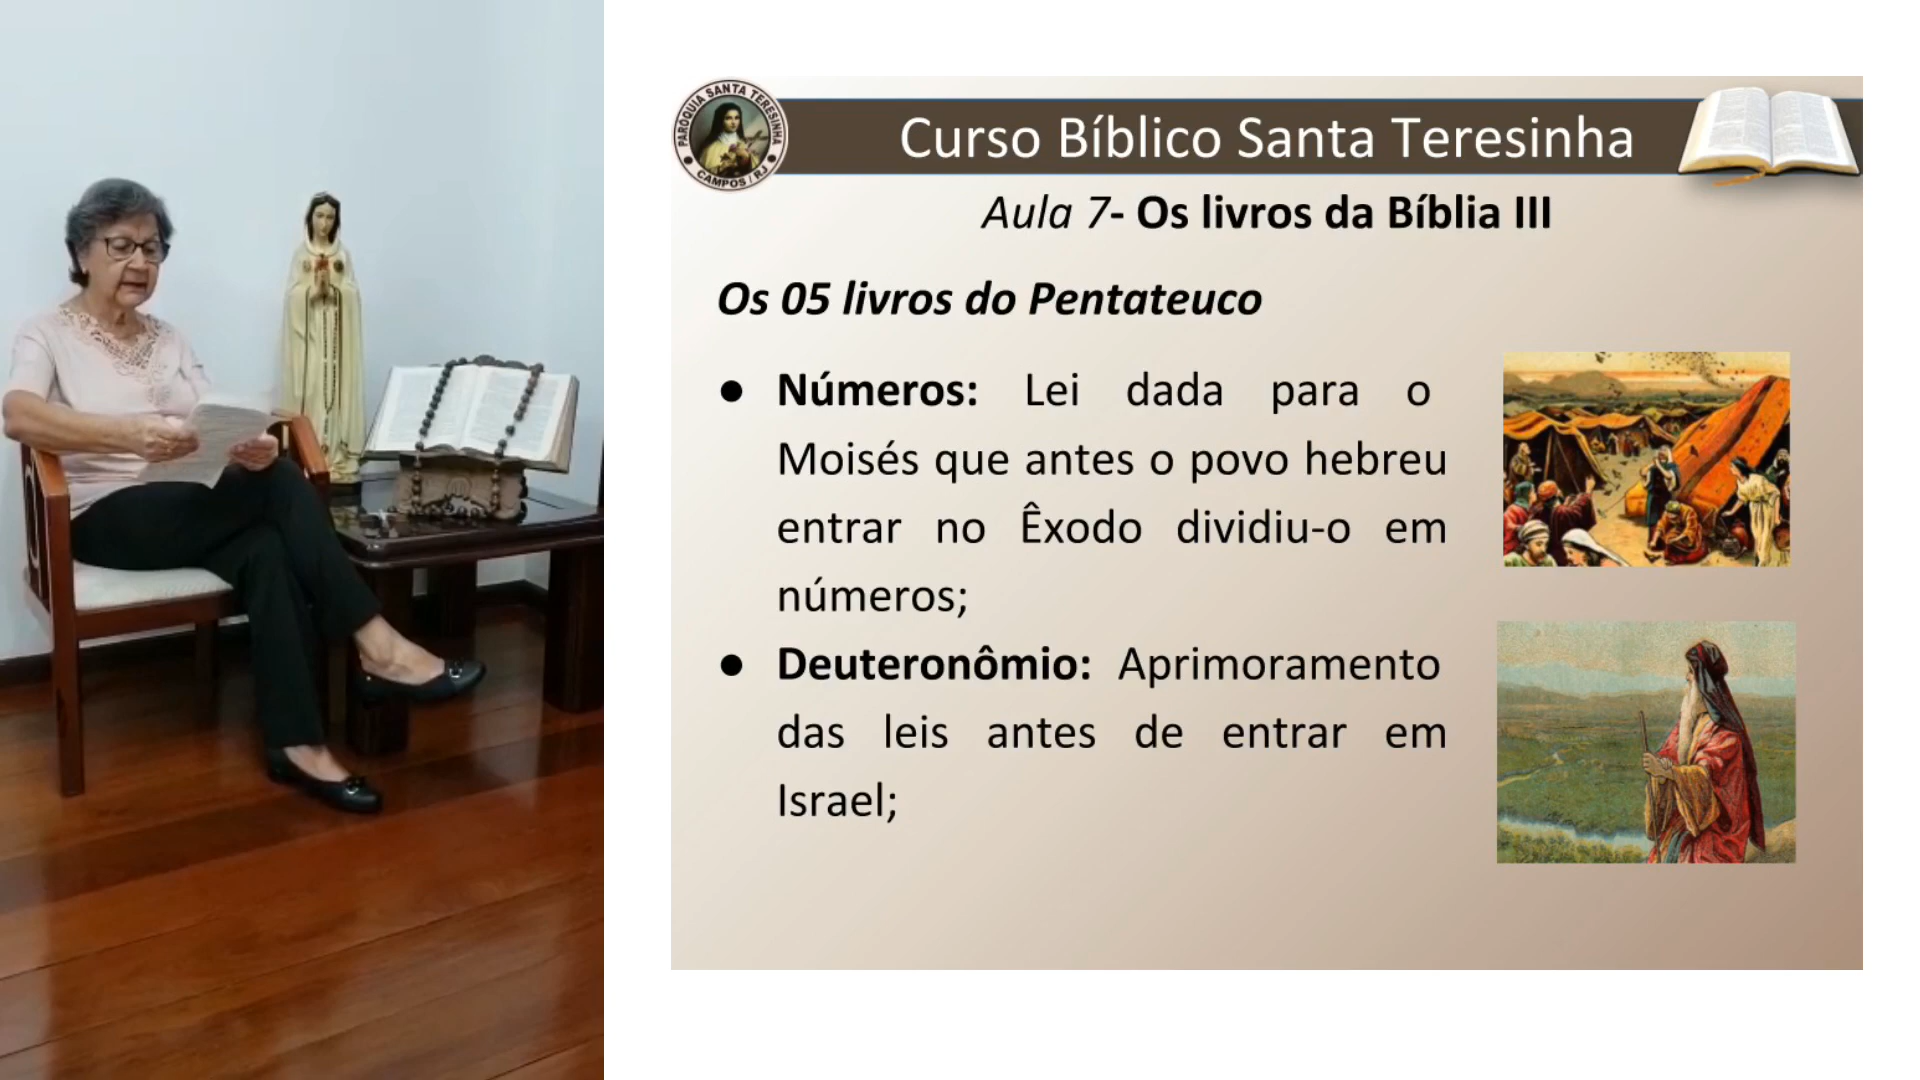 PARÓQUIA SANTA TERESINHA
CAMPOS / RJ
Curso Bíblico Santa Teresinha
Aula 7- Os livros da Bíblia III
Os 05 livros do Pentateuco
● Números: Lei dada para o
Moisés que antes o povo hebreu
entrar no Êxodo dividiu-o em
números;
● Deuteronômio: Aprimoramento
das leis antes de entrar em
Israel;